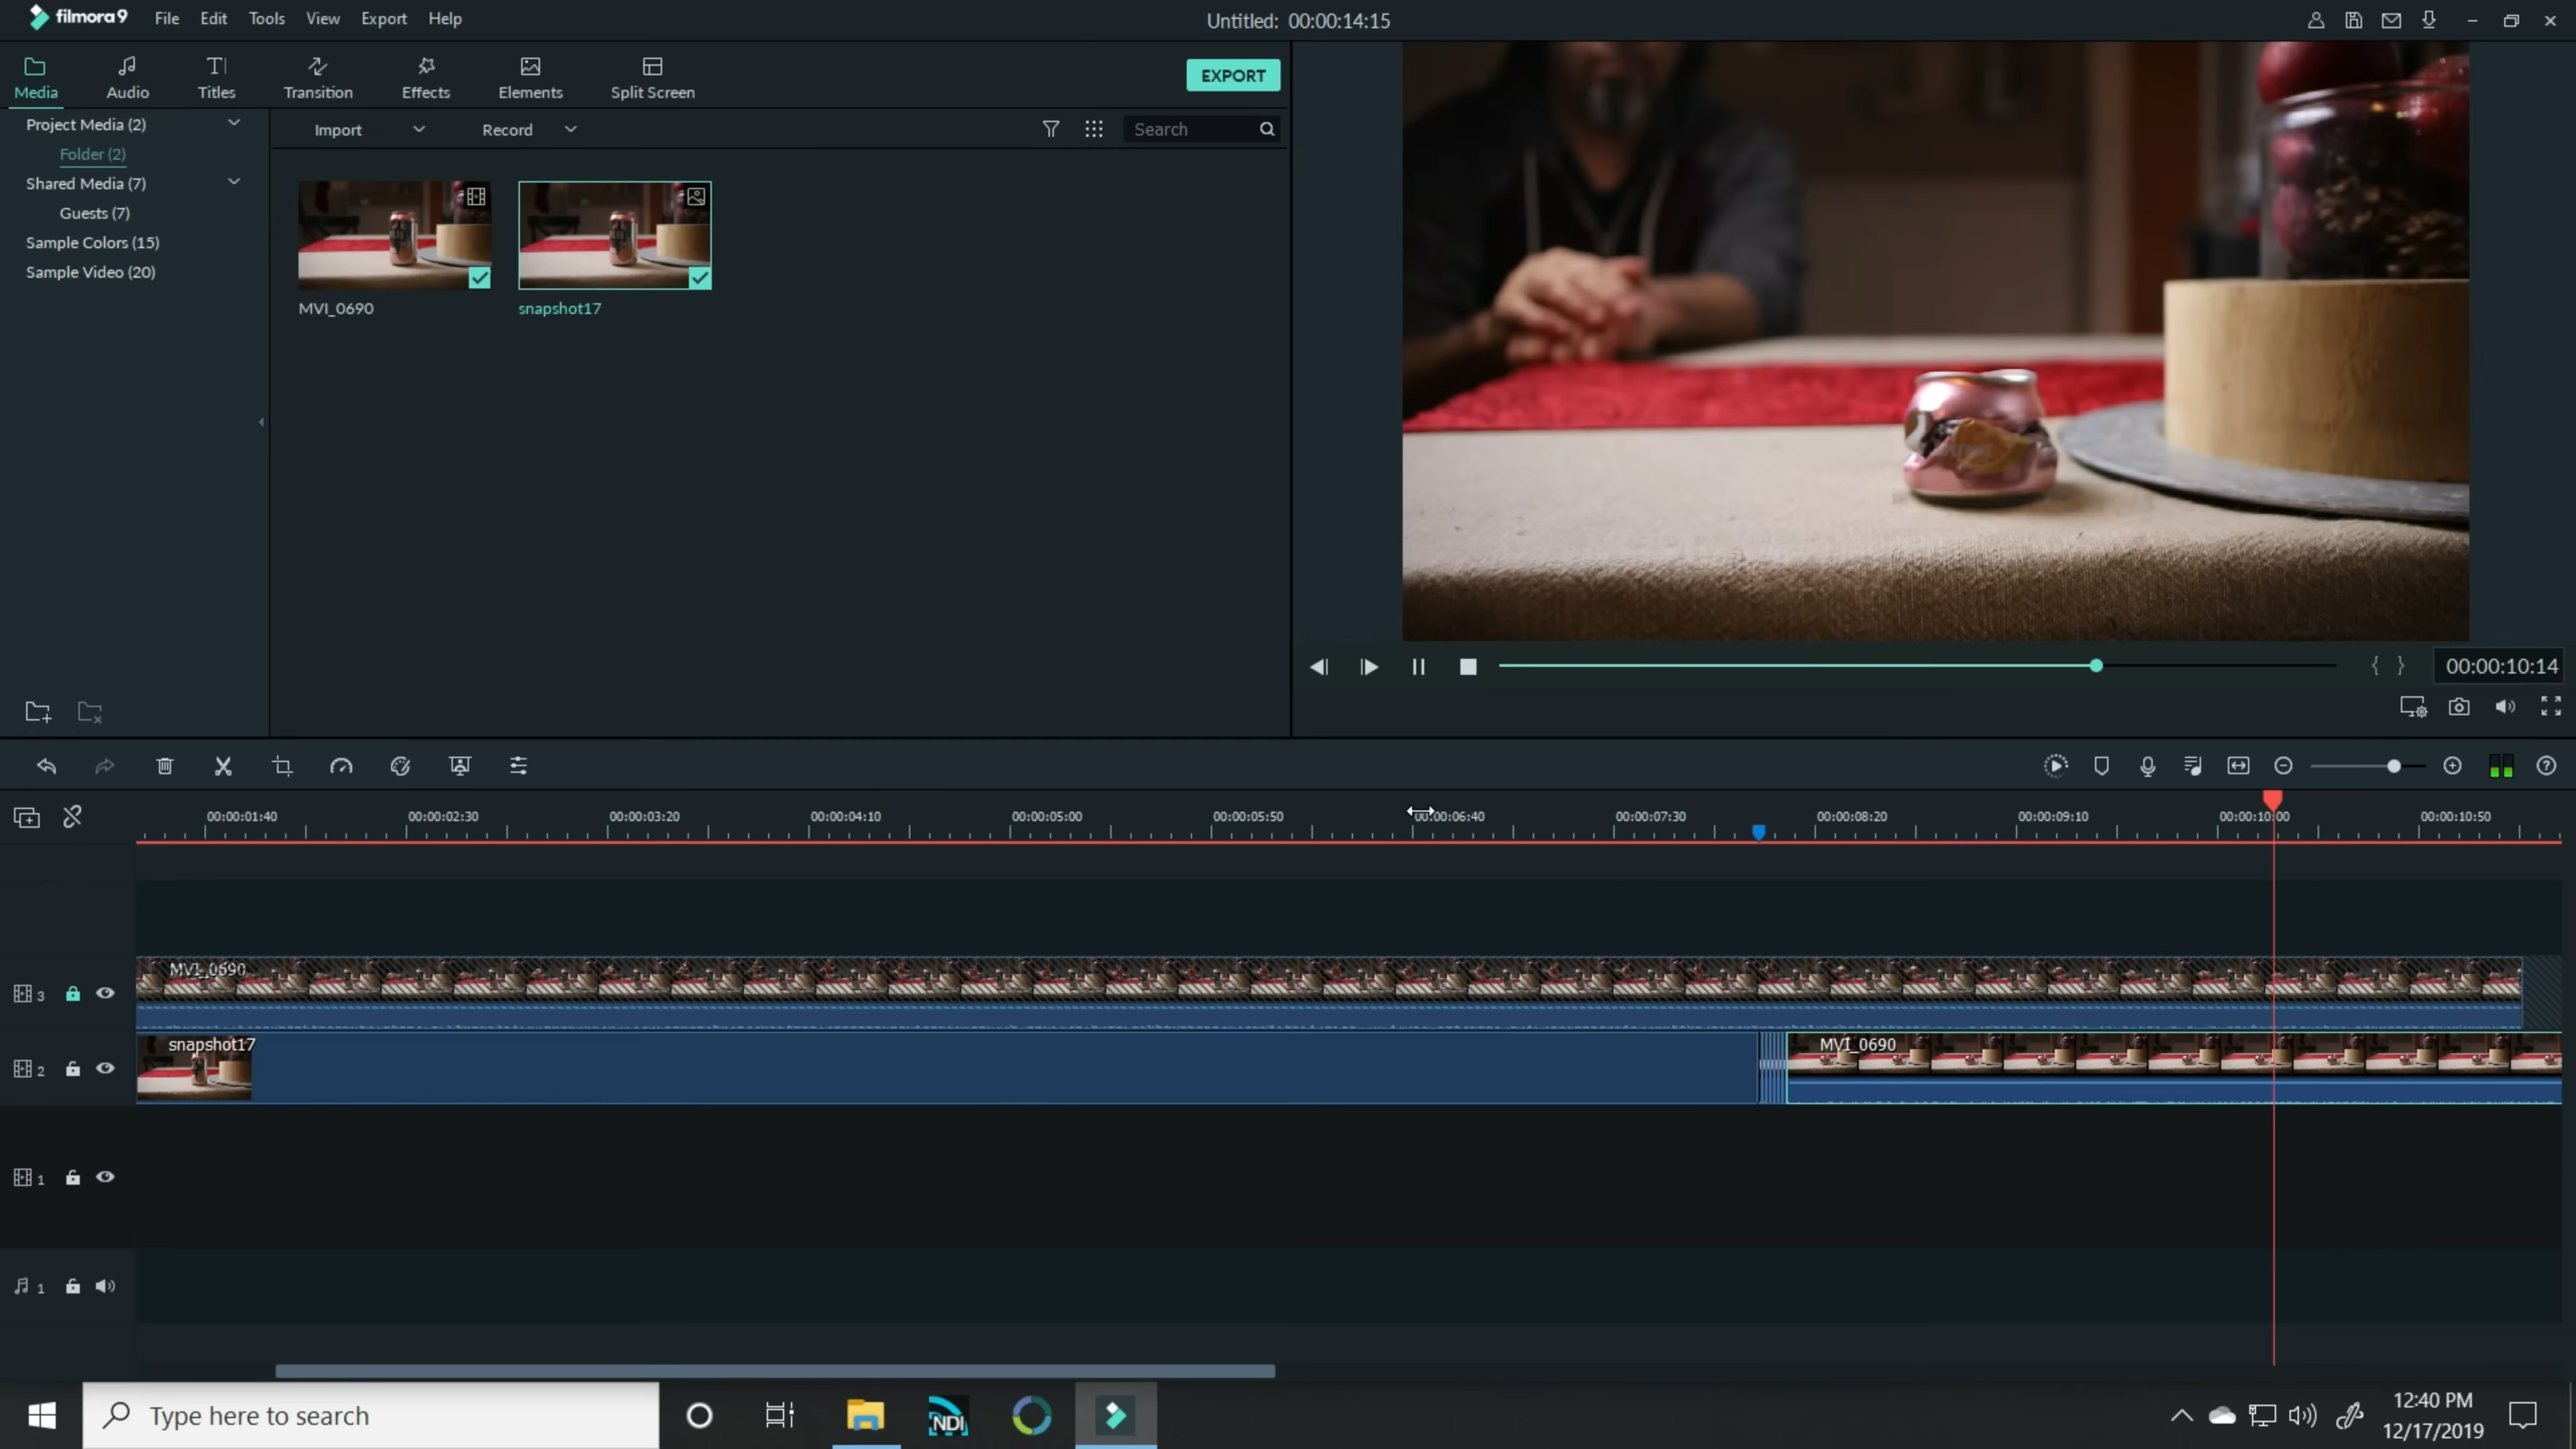 filmora9 File Edit Tools View Export Help Untitled: 00:00:14:15
Media Audio Titles Transition Effects Elements Split Screen EXPORT
Project Media (2) Import Record Search
Folder (2)
Shared Media (7)
Guests (7)
Sample Colors (15)
Sample Video (20)
MVI_0690 snapshot17
{ } 00:00:10:14
00:00:01:40 00:00:02:30 00:00:03:20 00:00:04:10 00:00:05:00 00:00:05:50 00:00:06:40 00:00:07:30 00:00:08:20 00:00:09:10 00:00:10:00 00:00:10:50
MVI_0690
3
snapshot17 MVI_0690
2
1
1
Type here to search NDI 12:40 PM
12/17/2019